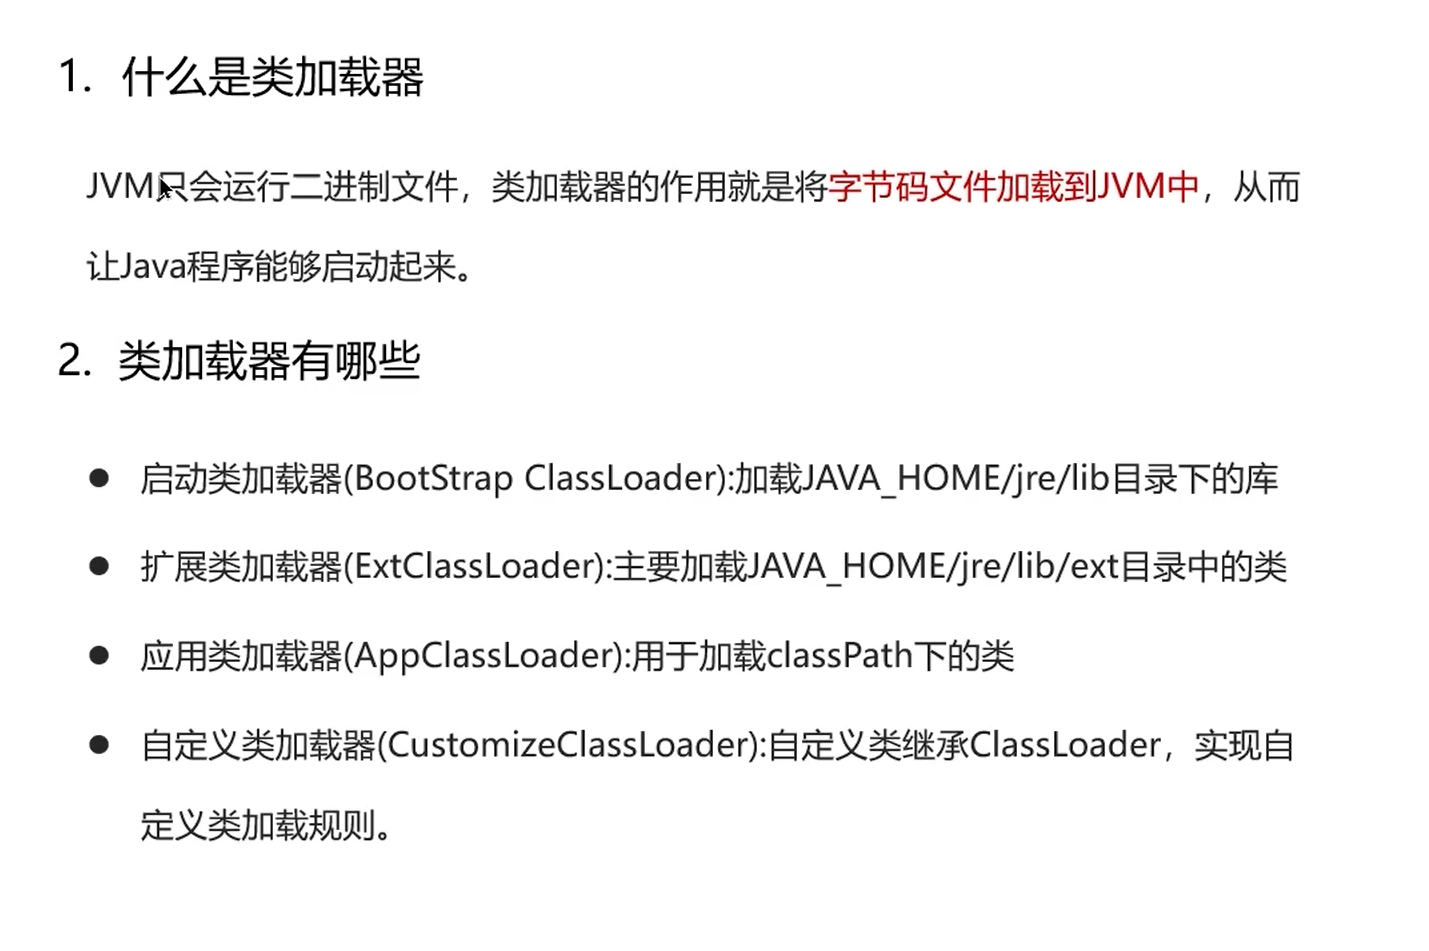 1. 什么是类加载器
JVM只会运行二进制文件，类加载器的作用就是将字节码文件加载到JVM中，从而
让Java程序能够启动起来。
2. 类加载器有哪些
● 启动类加载器(BootStrap ClassLoader):加载JAVA_HOME/jre/lib目录下的库
● 扩展类加载器(ExtClassLoader):主要加载JAVA_HOME/jre/lib/ext目录中的类
● 应用类加载器(AppClassLoader):用于加载classPath下的类
● 自定义类加载器(CustomizeClassLoader):自定义类继承ClassLoader，实现自
定义类加载规则。